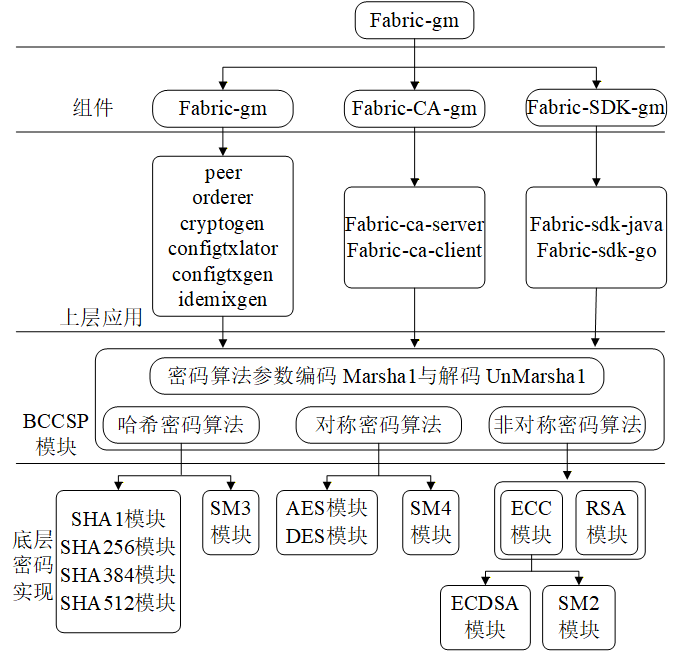 Fabric-gm
组件
Fabric-gm
Fabric-CA-gm
Fabric-SDK-gm
peer
orderer
cryptogen
configtxlator
configtxgen
idemixgen
Fabric-ca-server
Fabric-ca-client
Fabric-sdk-java
Fabric-sdk-go
上层应用
密码算法参数编码 Marsha1与解码 UnMarsha1
BCCSP
模块
哈希密码算法
对称密码算法
非对称密码算法
底层
密码
实现
SHA1模块
SHA256模块
SHA384模块
SHA512模块
SM3
模块
AES模块
DES模块
SM4
模块
ECC
模块
RSA
模块
ECDSA
模块
SM2
模块